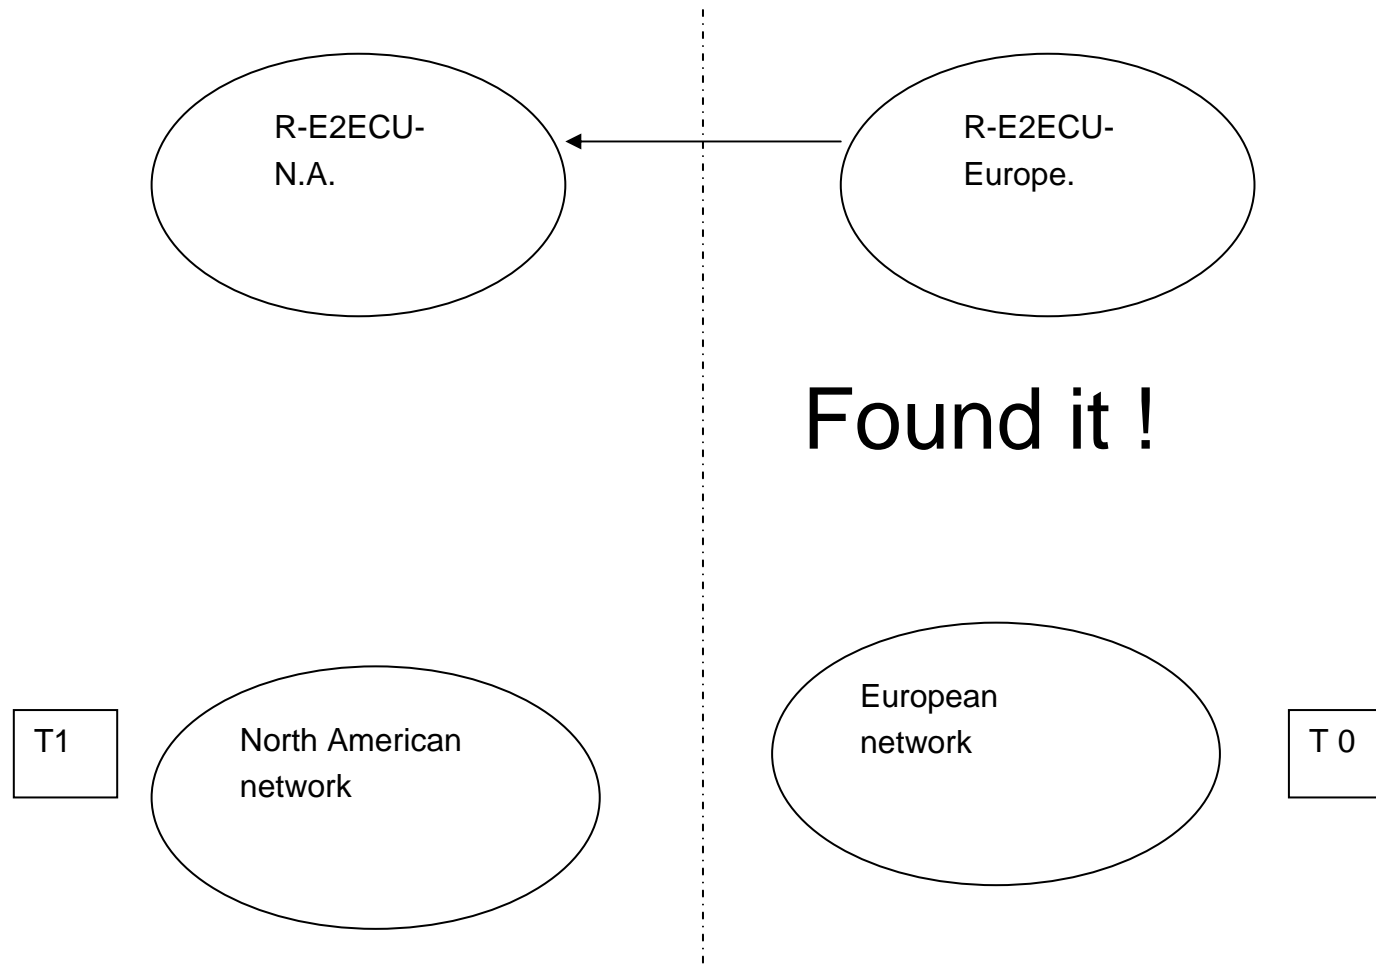 R-E2ECU-
N.A.
R-E2ECU-
Europe.
Found it !
European
network
T1
North American
network
T 0